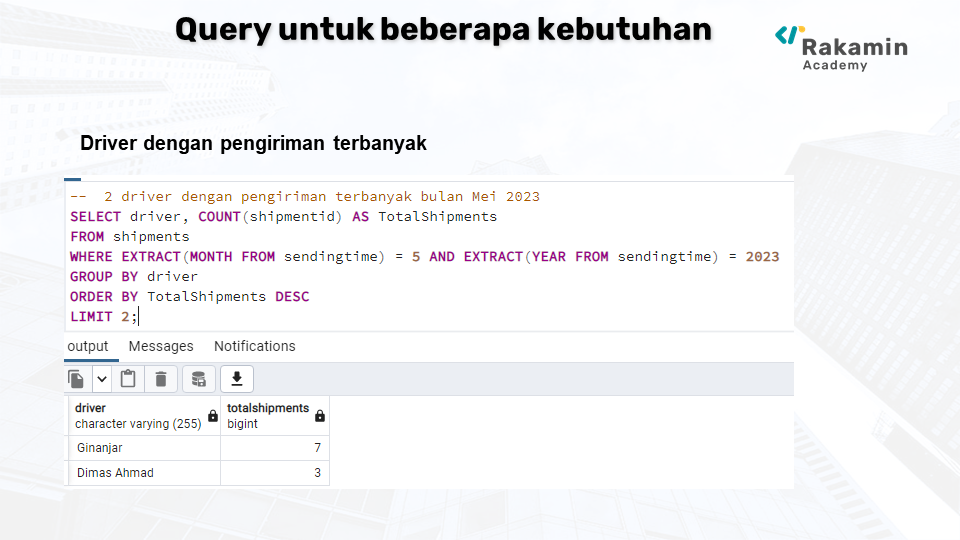 Query untuk beberapa kebutuhan
Rakamin
Academy
Driver dengan pengiriman terbanyak
--  2 driver dengan pengiriman terbanyak bulan Mei 2023
SELECT driver, COUNT(shipmentid) AS TotalShipments
FROM shipments
WHERE EXTRACT(MONTH FROM sendingtime) = 5 AND EXTRACT(YEAR FROM sendingtime) = 2023
GROUP BY driver
ORDER BY TotalShipments DESC
LIMIT 2;
output Messages Notifications
driver totalshipments
character varying (255) bigint
Ginanjar 7
Dimas Ahmad 3